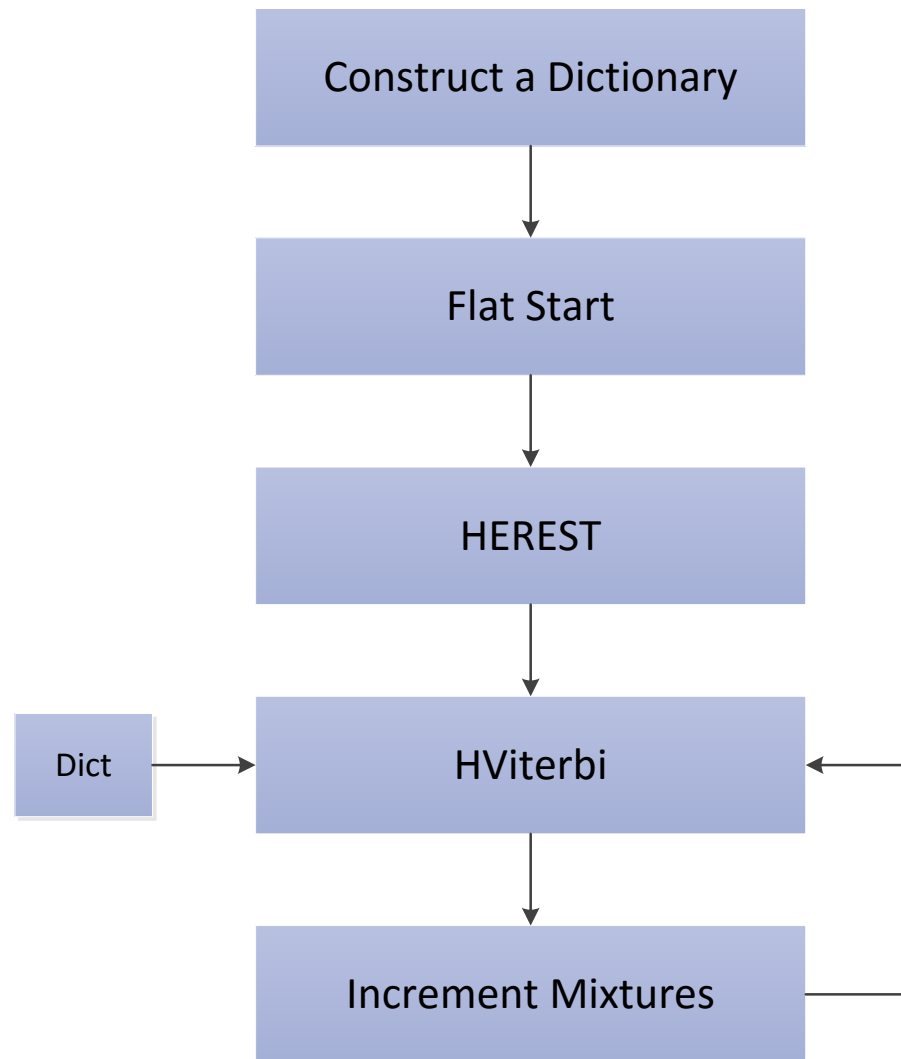 Construct a Dictionary
Flat Start
HEREST
Dict
HViterbi
Increment Mixtures